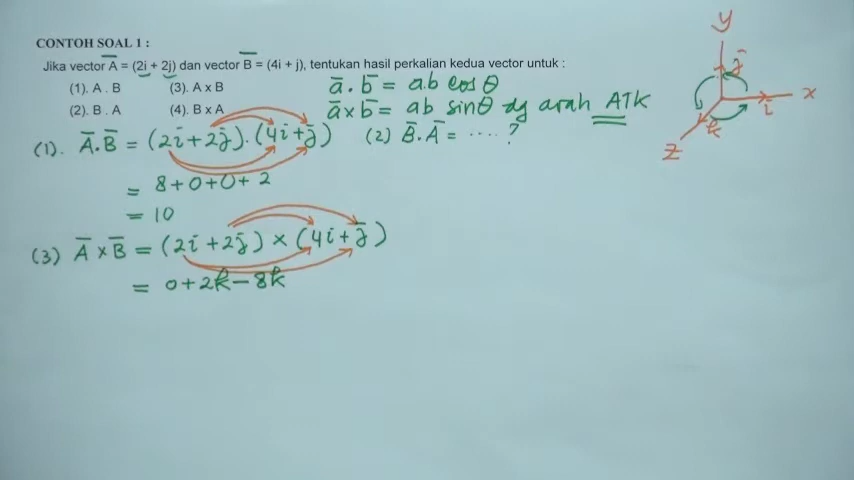 CONTOH SOAL 1 :
Jika vector A̅ = (2i + 2j) dan vector B̅ = (4i + j), tentukan hasil perkalian kedua vector untuk :
(1). A . B (3). A x B
(2). B . A (4). B x A
a̅ . b̅ = a.b cos θ
a̅ x b̅ = ab sin θ dg arah ATK
(1). A̅.B̅ = (2i̅+2j̅).(4i̅+j̅) (2) B̅.A̅ = ....?
= 8+0+0+2
= 10
(3) A̅ x B̅ = (2i̅+2j̅) x (4i+j̅)
= 0+2k̅-8k̅
y
j̅
x
i̅
k̅
z